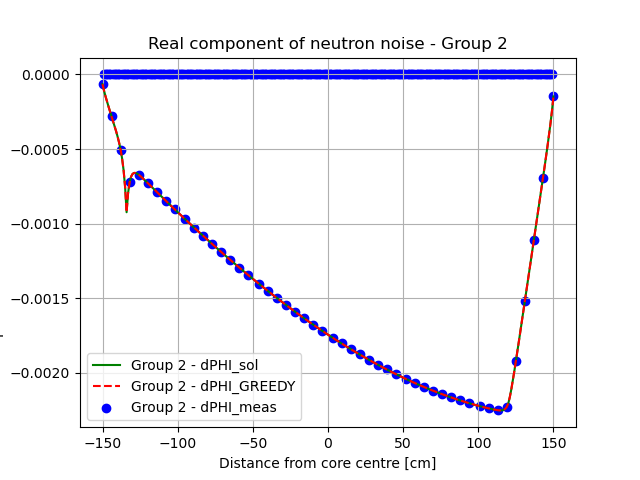 Real component of neutron noise - Group 2
0.0000
−0.0005
−0.0010
−0.0015
−0.0020
Group 2 - dPHI_sol
Group 2 - dPHI_GREEDY
Group 2 - dPHI_meas
−150
−100
−50
0
50
100
150
Distance from core centre [cm]